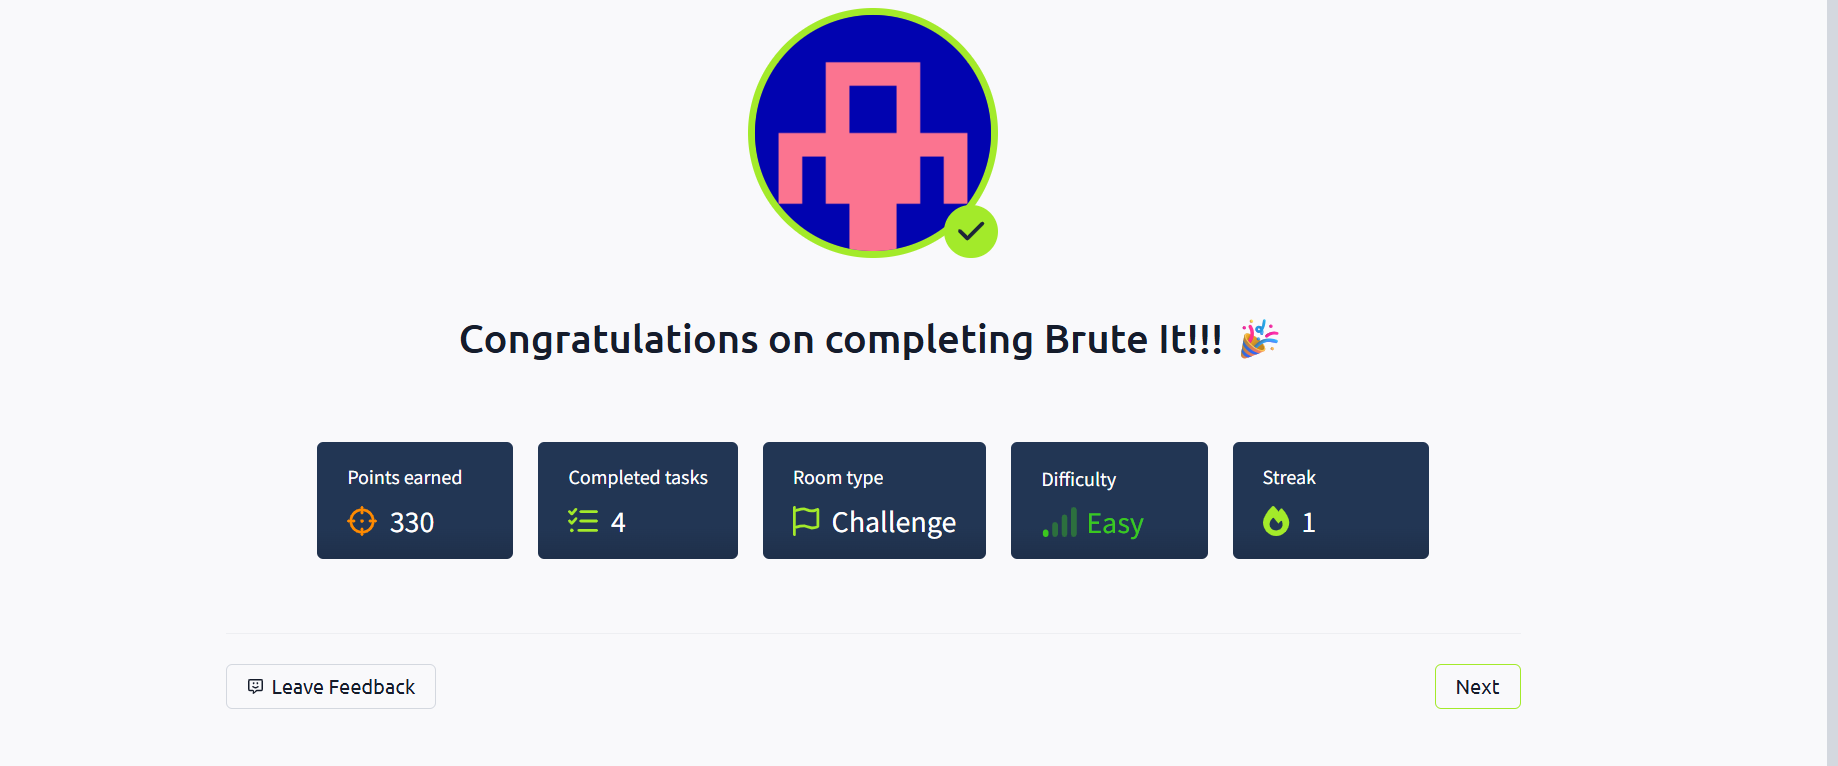 Congratulations on completing Brute It!!! 🎉
Points earned
330
Completed tasks
4
Room type
Challenge
Difficulty
Easy
Streak
1
Leave Feedback
Next